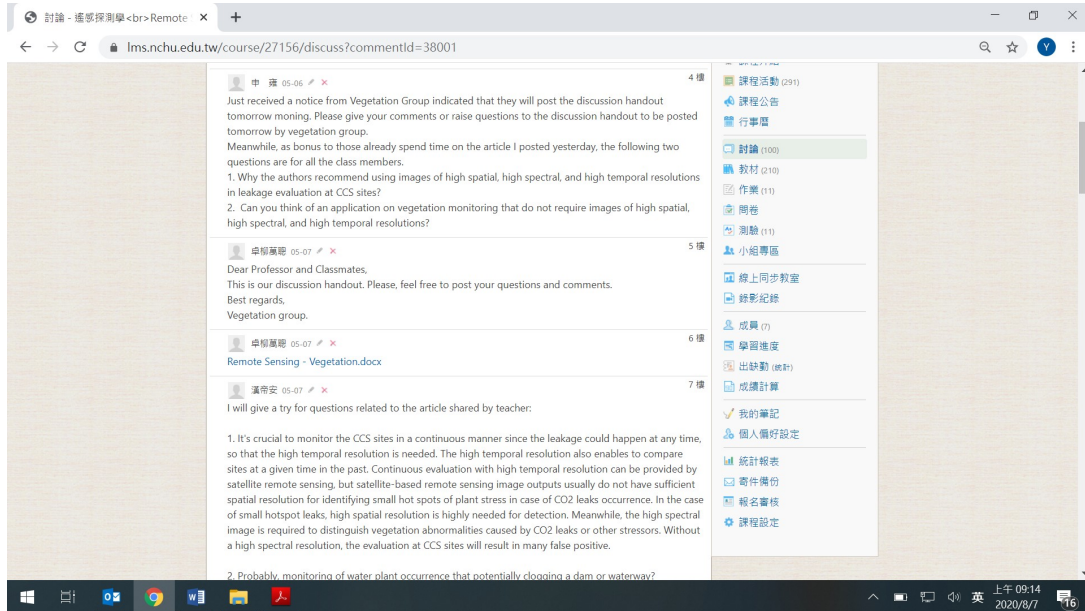 討論 - 遙感探測學<br>Remote
lms.nchu.edu.tw/course/27156/discuss?commentId=38001
Y
申 雍 05-06
4 樓
Just received a notice from Vegetation Group indicated that they will post the discussion handout
tomorrow moning. Please give your comments or raise questions to the discussion handout to be posted
tomorrow by vegetation group.
Meanwhile, as bonus to those already spend time on the article I posted yesterday, the following two
questions are for all the class members.
1. Why the authors recommend using images of high spatial, high spectral, and high temporal resolutions
in leakage evaluation at CCS sites?
2. Can you think of an application on vegetation monitoring that do not require images of high spatial,
high spectral, and high temporal resolutions?
卓柳萬聰 05-07
5 樓
Dear Professor and Classmates,
This is our discussion handout. Please, feel free to post your questions and comments.
Best regards,
Vegetation group.
卓柳萬聰 05-07
6 樓
Remote Sensing - Vegetation.docx
漢帝安 05-07
7 樓
I will give a try for questions related to the article shared by teacher:
1. It's crucial to monitor the CCS sites in a continuous manner since the leakage could happen at any time,
so that the high temporal resolution is needed. The high temporal resolution also enables to compare
sites at a given time in the past. Continuous evaluation with high temporal resolution can be provided by
satellite remote sensing, but satellite-based remote sensing image outputs usually do not have sufficient
spatial resolution for identifying small hot spots of plant stress in case of CO2 leaks occurrence. In the case
of small hotspot leaks, high spatial resolution is highly needed for detection. Meanwhile, the high spectral
image is required to distinguish vegetation abnormalities caused by CO2 leaks or other stressors. Without
a high spectral resolution, the evaluation at CCS sites will result in many false positive.
2. Probably, monitoring of water plant occurrence that potentially clogging a dam or waterway?
課程活動 (291)
課程公告
行事曆
討論 (100)
教材 (210)
作業 (11)
問卷
測驗 (11)
小組專區
線上同步教室
錄影紀錄
成員 (7)
學習進度
出缺勤 (統計)
成績計算
我的筆記
個人偏好設定
統計報表
寄件備份
報名審核
課程設定
英
上午 09:14
2020/8/7
16